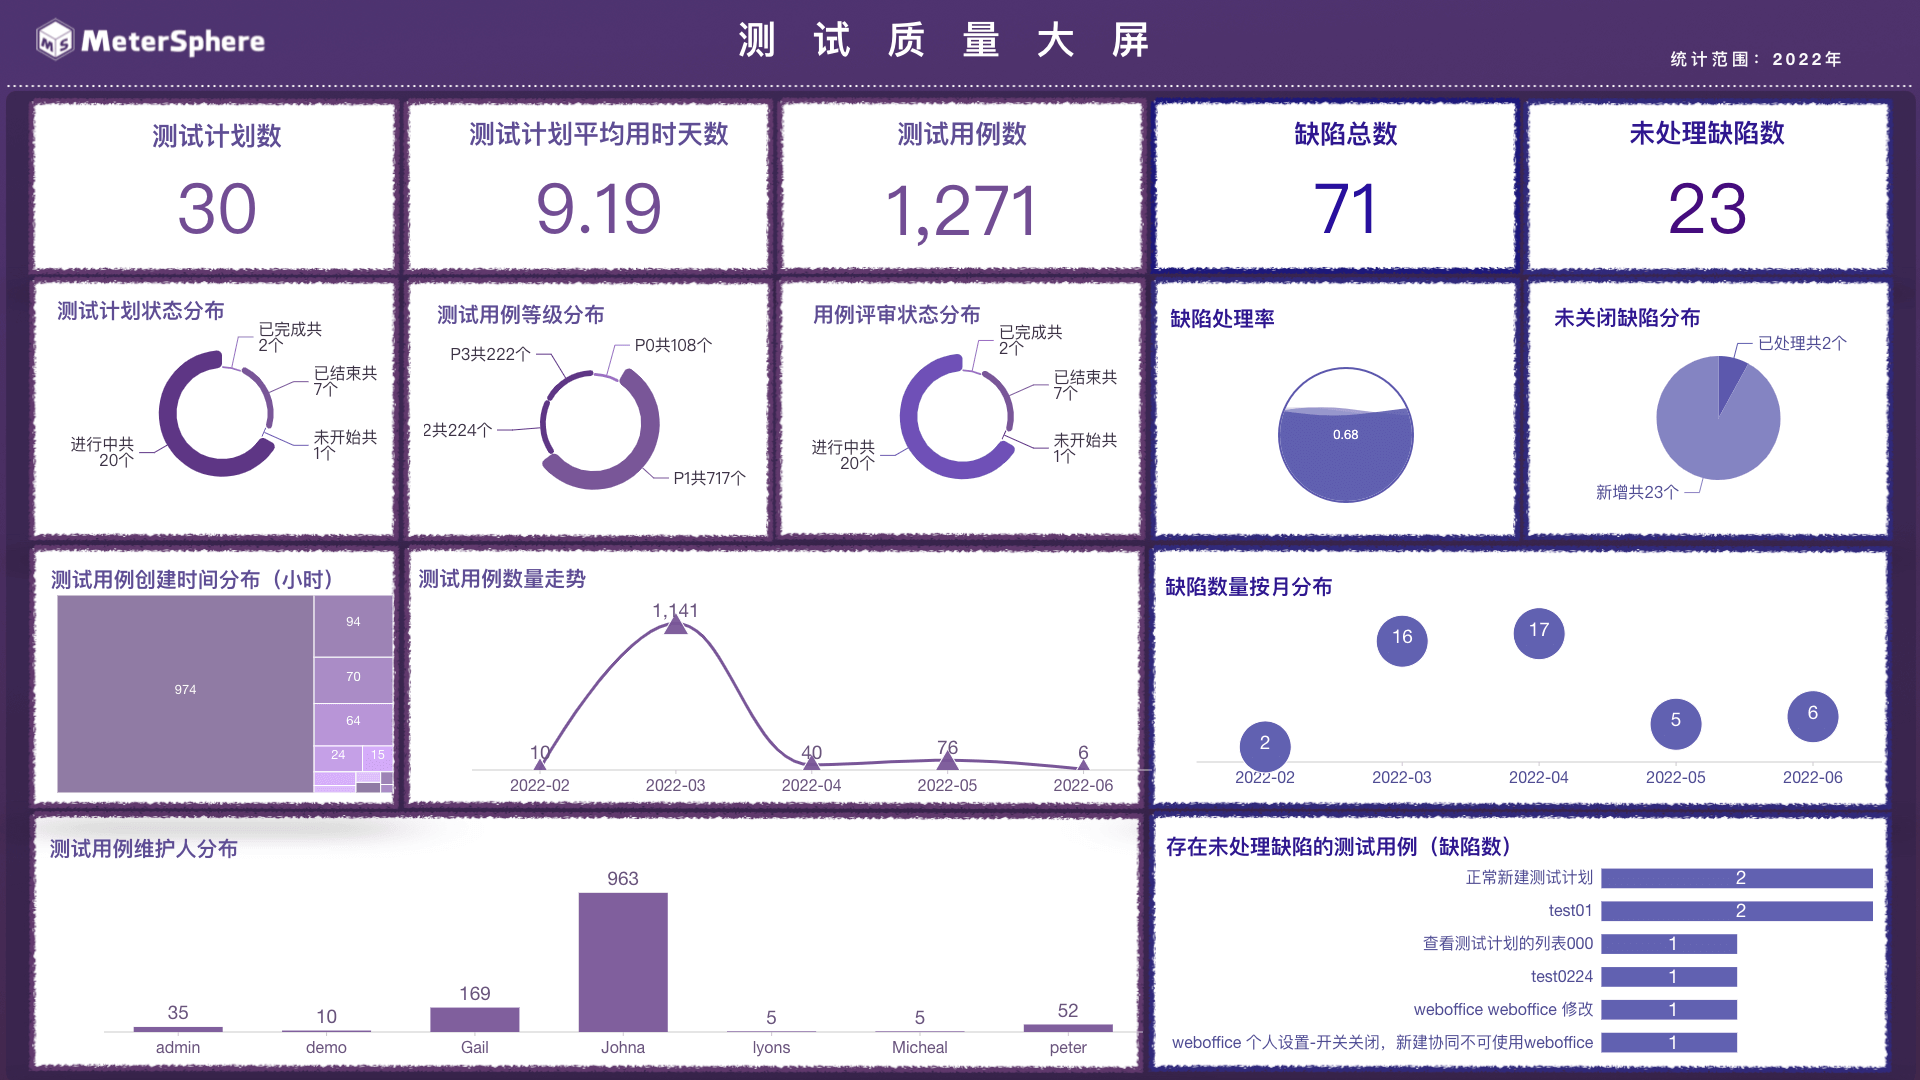 MeterSphere
测试质量大屏
统计范围：2022年
测试计划数
30
测试计划平均用时天数
9.19
测试用例数
1,271
缺陷总数
71
未处理缺陷数
23
测试计划状态分布
已完成共
2个
已结束共
7个
未开始共
1个
进行中共
20个
测试用例等级分布
P0共108个
P3共222个
2共224个
P1共717个
用例评审状态分布
已完成共
2个
已结束共
7个
未开始共
1个
进行中共
20个
缺陷处理率
0.68
未关闭缺陷分布
已处理共2个
新增共23个
测试用例创建时间分布（小时）
974
94
70
64
24
15
测试用例数量走势
1,141
10
40
76
6
2022-02
2022-03
2022-04
2022-05
2022-06
缺陷数量按月分布
2
16
17
5
6
2022-02
2022-03
2022-04
2022-05
2022-06
测试用例维护人分布
35
10
169
963
5
5
52
admin
demo
Gail
Johna
lyons
Micheal
peter
存在未处理缺陷的测试用例（缺陷数）
正常新建测试计划
2
test01
2
查看测试计划的列表000
1
test0224
1
weboffice weboffice 修改
1
weboffice 个人设置-开关关闭，新建协同不可使用weboffice
1